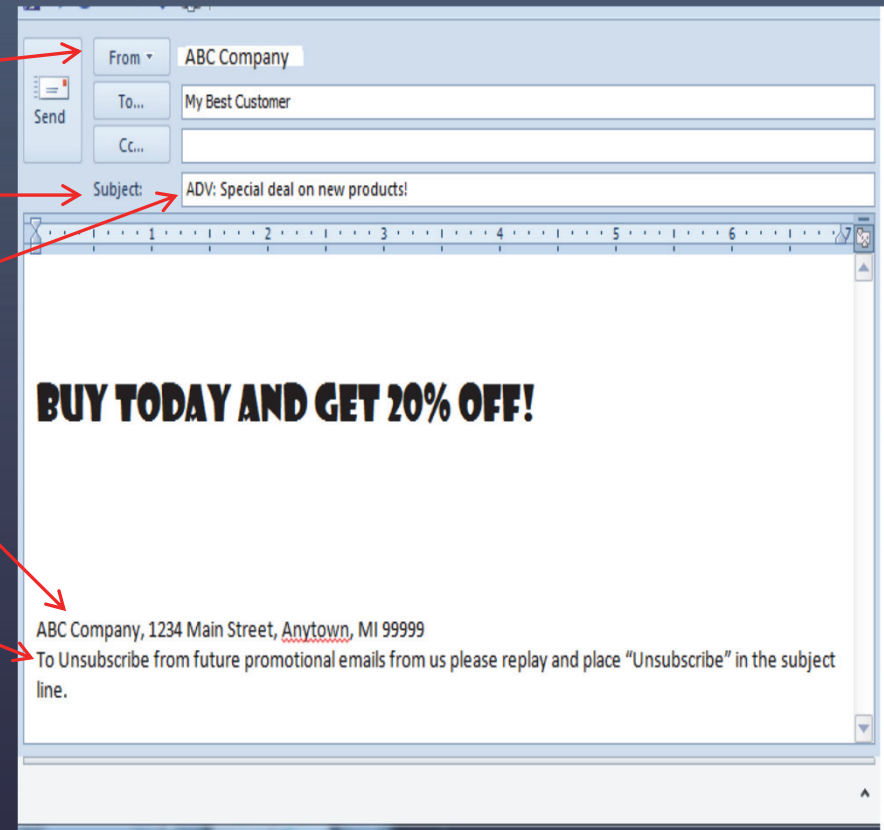 From ABC Company
Send
To... My Best Customer
Cc...
Subject: ADV: Special deal on new products!
1 2 3 4 5 6 7
BUY TODAY AND GET 20% OFF!
ABC Company, 1234 Main Street, Anytown, MI 99999
To Unsubscribe from future promotional emails from us please replay and place “Unsubscribe” in the subject
line.